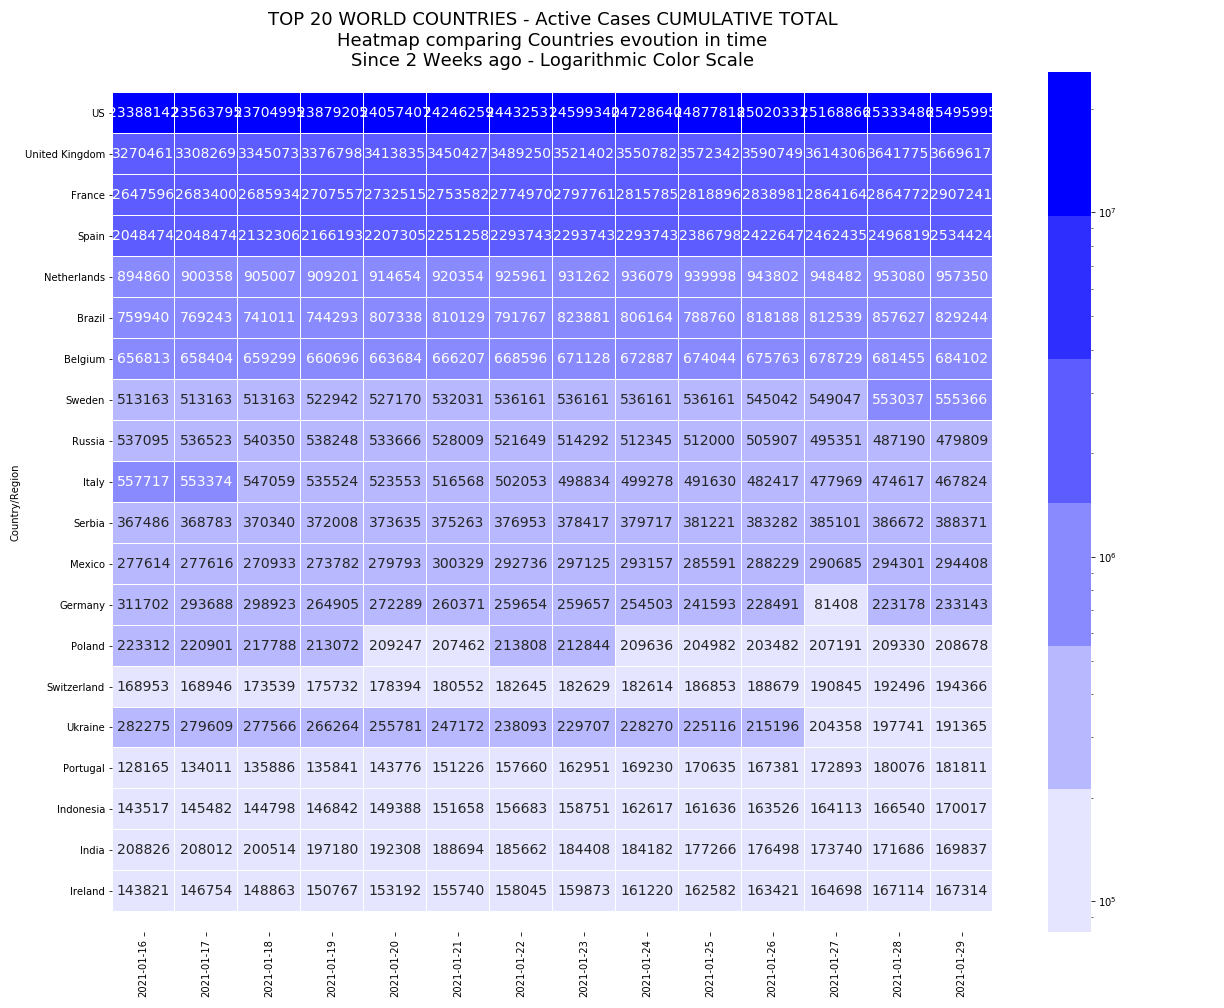 TOP 20 WORLD COUNTRIES - Active Cases CUMULATIVE TOTAL
Heatmap comparing Countries evoution in time
Since 2 Weeks ago - Logarithmic Color Scale
US 23388142 23563795 23704995 23879205 24057407 24246259 24432531 24599340 24728640 24877818 25020331 25168866 25333486 25495995
United Kingdom 3270461 3308269 3345073 3376798 3413835 3450427 3489250 3521402 3550782 3572342 3590749 3614306 3641775 3669617
France 2647596 2683400 2685934 2707557 2732515 2753582 2774970 2797761 2815785 2818896 2838981 2864164 2864772 2907241
Spain 2048474 2048474 2132306 2166193 2207305 2251258 2293743 2293743 2293743 2386798 2422647 2462435 2496819 2534424
Netherlands 894860 900358 905007 909201 914654 920354 925961 931262 936079 939998 943802 948482 953080 957350
Brazil 759940 769243 741011 744293 807338 810129 791767 823881 806164 788760 818188 812539 857627 829244
Belgium 656813 658404 659299 660696 663684 666207 668596 671128 672887 674044 675763 678729 681455 684102
Sweden 513163 513163 513163 522942 527170 532031 536161 536161 536161 536161 545042 549047 553037 555366
Russia 537095 536523 540350 538248 533666 528009 521649 514292 512345 512000 505907 495351 487190 479809
Italy 557717 553374 547059 535524 523553 516568 502053 498834 499278 491630 482417 477969 474617 467824
Serbia 367486 368783 370340 372008 373635 375263 376953 378417 379717 381221 383282 385101 386672 388371
Mexico 277614 277616 270933 273782 279793 300329 292736 297125 293157 285591 288229 290685 294301 294408
Germany 311702 293688 298923 264905 272289 260371 259654 259657 254503 241593 228491 81408 223178 233143
Poland 223312 220901 217788 213072 209247 207462 213808 212844 209636 204982 203482 207191 209330 208678
Switzerland 168953 168946 173539 175732 178394 180552 182645 182629 182614 186853 188679 190845 192496 194366
Ukraine 282275 279609 277566 266264 255781 247172 238093 229707 228270 225116 215196 204358 197741 191365
Portugal 128165 134011 135886 135841 143776 151226 157660 162951 169230 170635 167381 172893 180076 181811
Indonesia 143517 145482 144798 146842 149388 151658 156683 158751 162617 161636 163526 164113 166540 170017
India 208826 208012 200514 197180 192308 188694 185662 184408 184182 177266 176498 173740 171686 169837
Ireland 143821 146754 148863 150767 153192 155740 158045 159873 161220 162582 163421 164698 167114 167314
2021-01-16 2021-01-17 2021-01-18 2021-01-19 2021-01-20 2021-01-21 2021-01-22 2021-01-23 2021-01-24 2021-01-25 2021-01-26 2021-01-27 2021-01-28 2021-01-29
Country/Region
10⁷
10⁶
10⁵